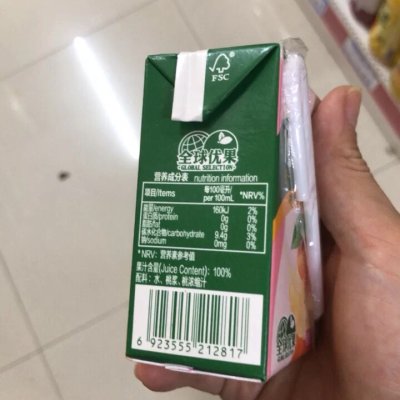 FSC
全球优果
GLOBAL SELECTION
营养成分表 nutrition information
项目/Items 每100毫升/per 100mL *NRV%
能量/energy 160kJ 2%
蛋白质/protein 0g 0%
脂肪/fat 0g 0%
碳水化合物/carbohydrate 9.4g 3%
钠/sodium 0mg 0%
*NRV: 营养素参考值
果汁含量(Juice Content): 100%
配料: 水、桃浆、桃浓缩汁
6 923555 212817
全球优果